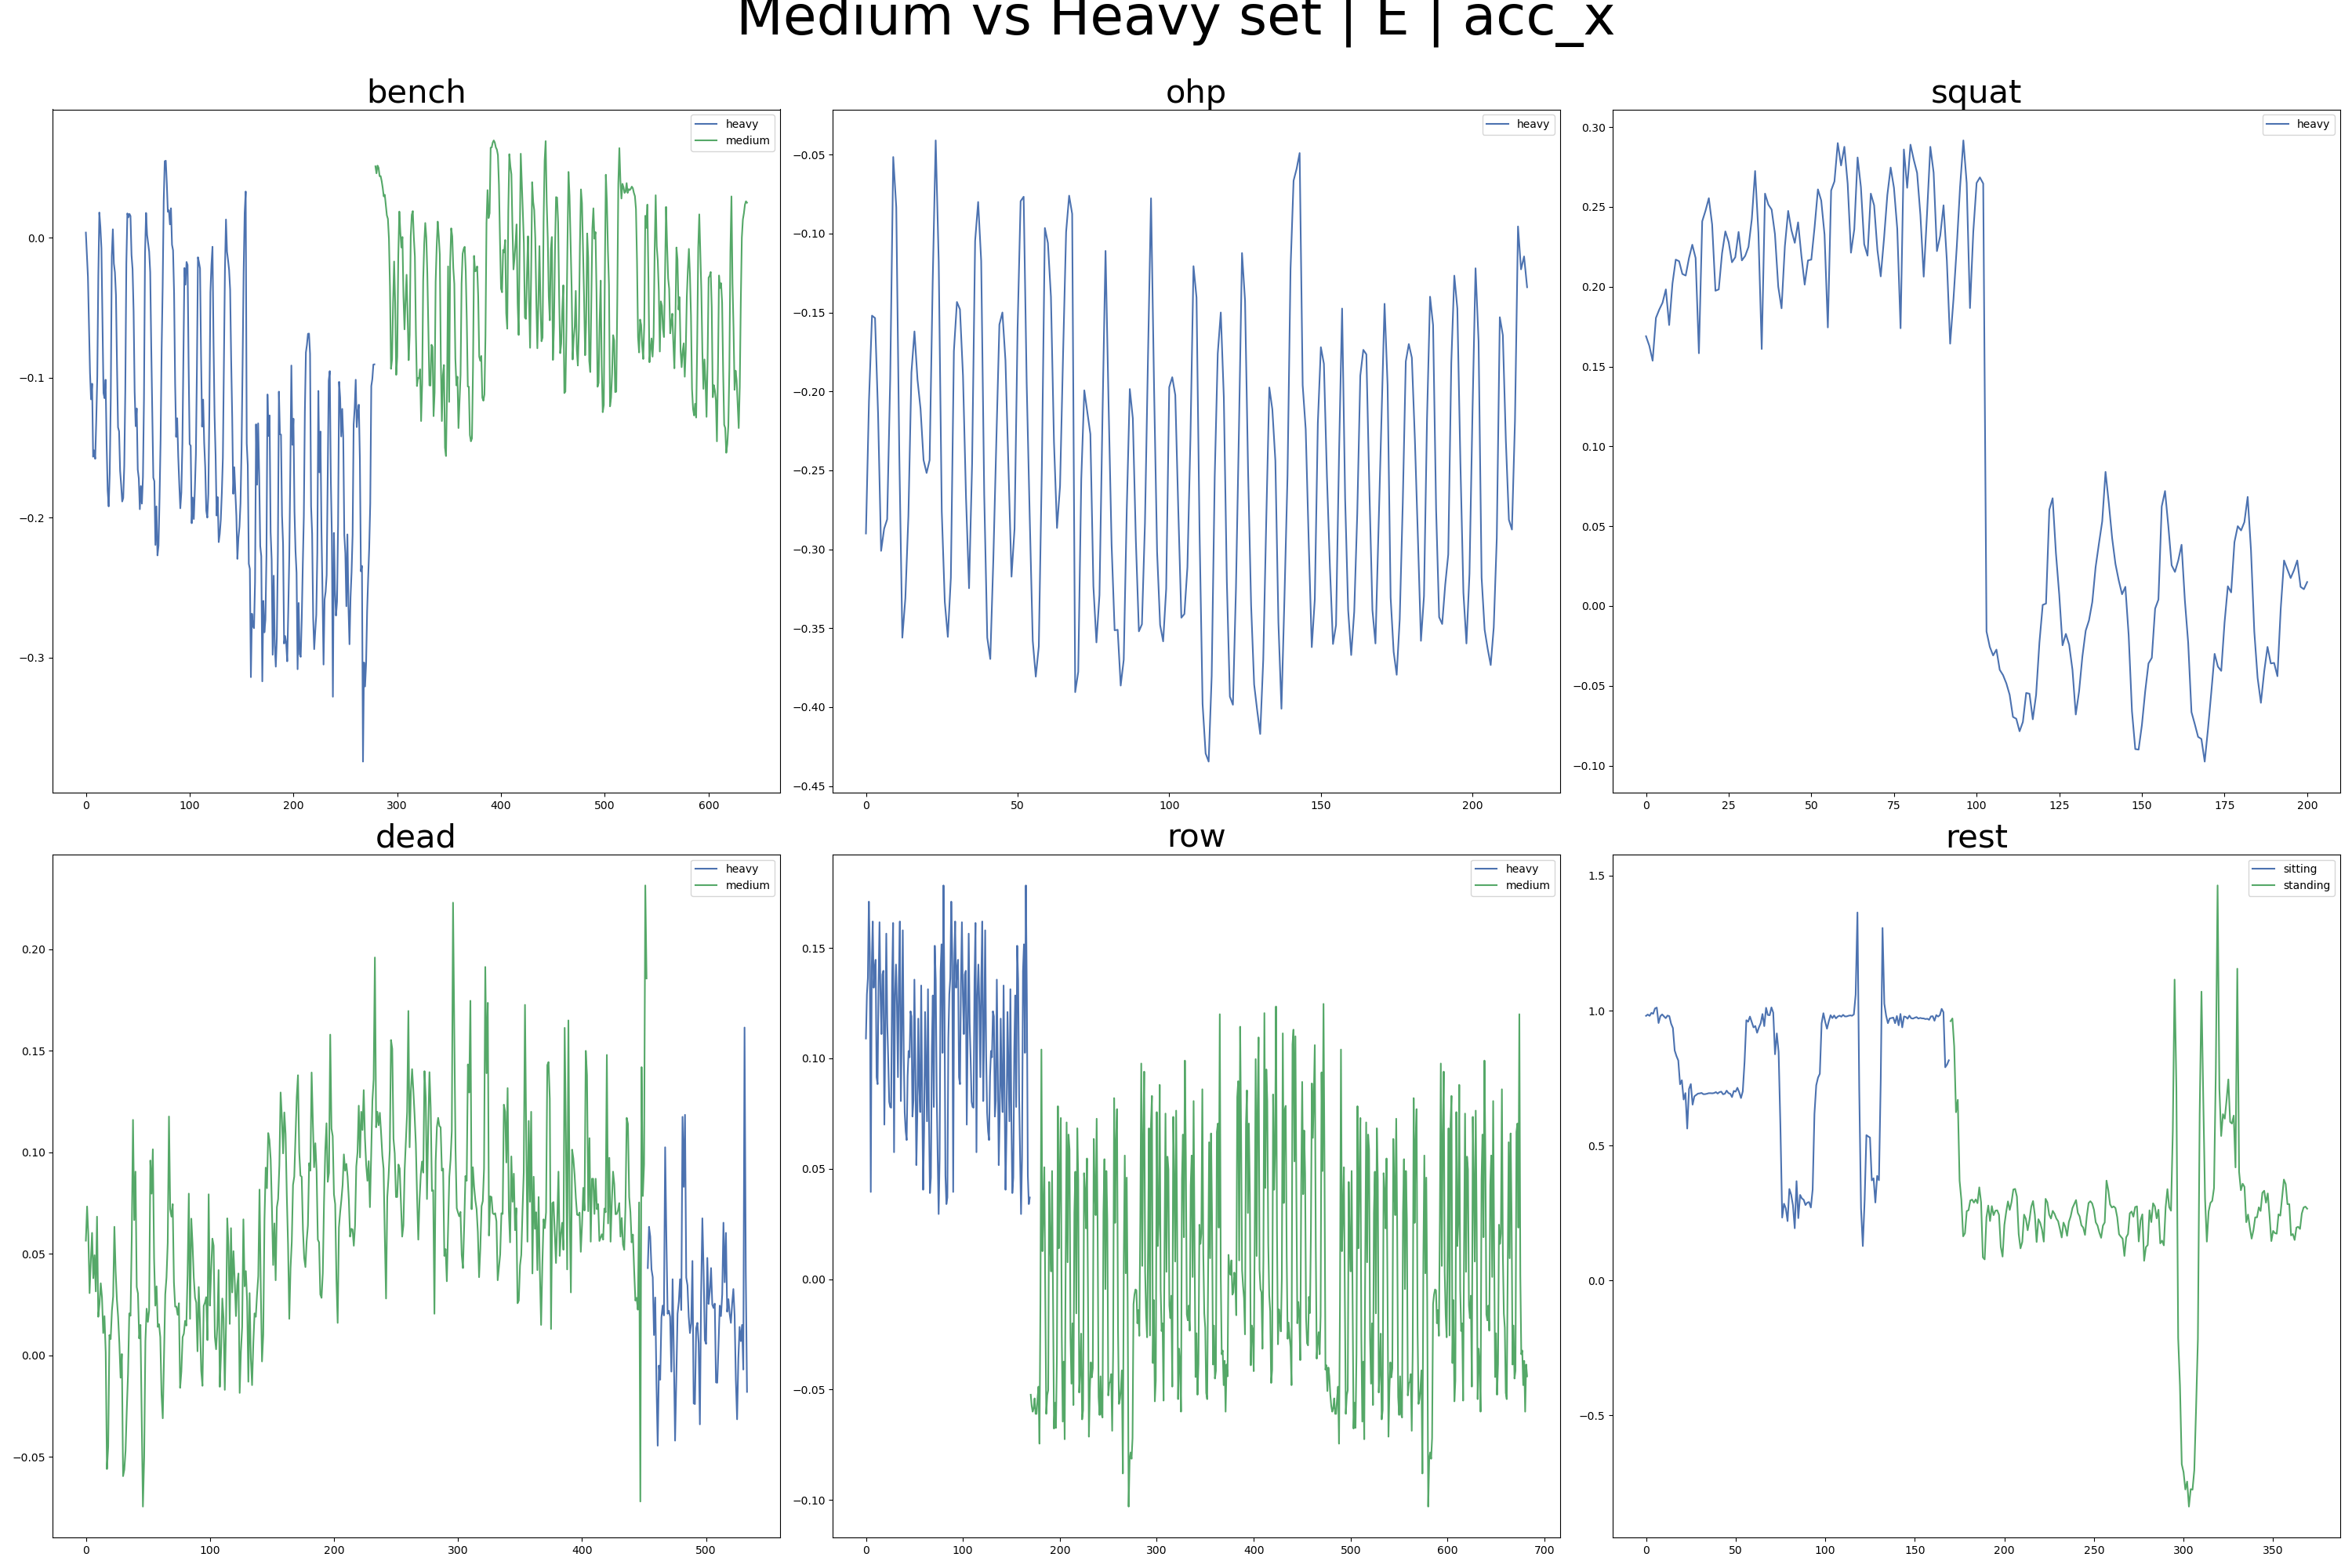 Medium vs Heavy set | E | acc_x
bench
heavy
medium
0.0
−0.1
−0.2
−0.3
0 100 200 300 400 500 600
ohp
heavy
−0.05
−0.10
−0.15
−0.20
−0.25
−0.30
−0.35
−0.40
−0.45
0 50 100 150 200
squat
heavy
0.30
0.25
0.20
0.15
0.10
0.05
0.00
−0.05
−0.10
0 25 50 75 100 125 150 175 200
dead
heavy
medium
0.20
0.15
0.10
0.05
0.00
−0.05
0 100 200 300 400 500
row
heavy
medium
0.15
0.10
0.05
0.00
−0.05
−0.10
0 100 200 300 400 500 600 700
rest
sitting
standing
1.5
1.0
0.5
0.0
−0.5
0 50 100 150 200 250 300 350